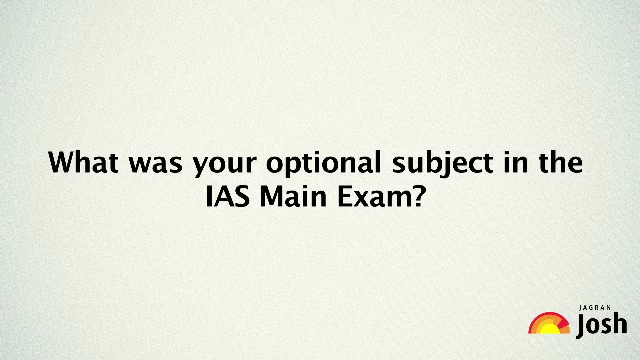 What was your optional subject in the
IAS Main Exam?
JAGRAN
Josh